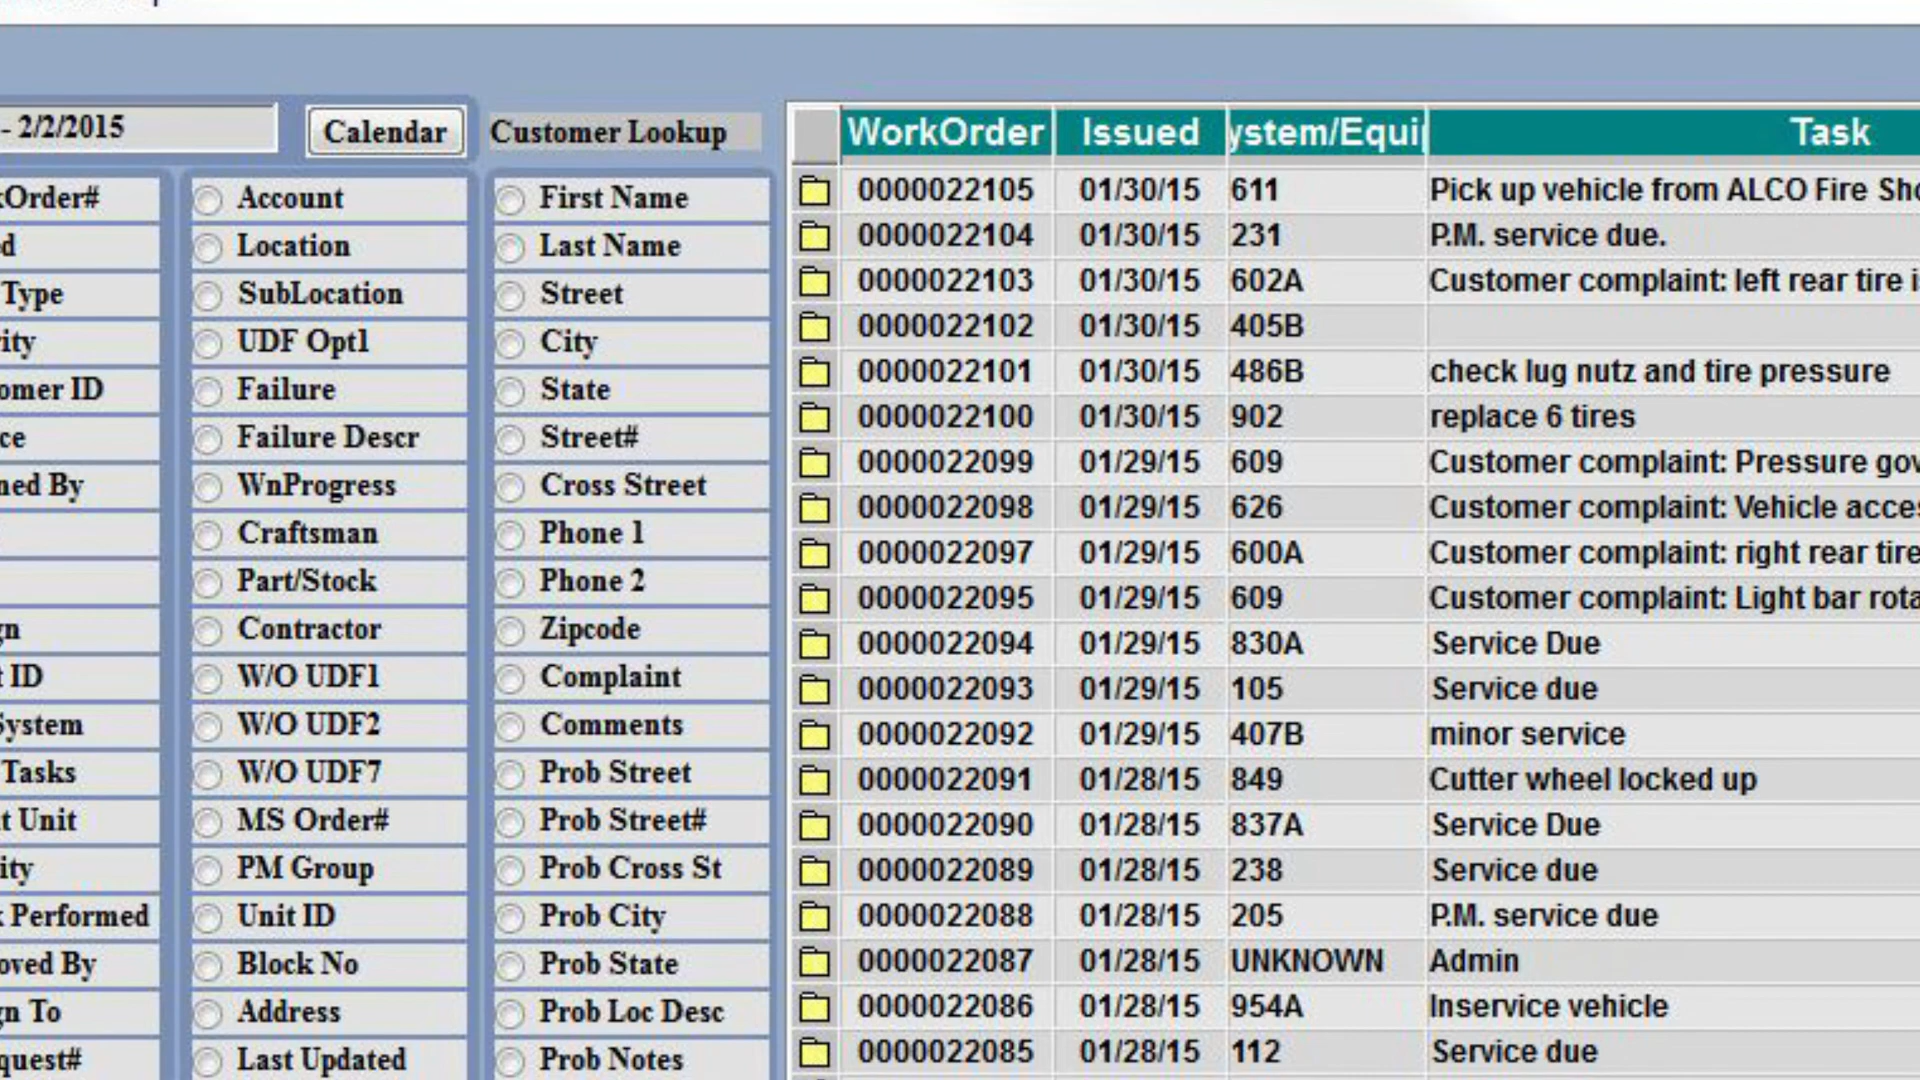 - 2/2/2015
Calendar
Customer Lookup
kOrder#
d
Type
ity
omer ID
ce
ned By
gn
t ID
System
Tasks
t Unit
ity
k Performed
oved By
gn To
quest#
Account
Location
SubLocation
UDF Opt1
Failure
Failure Descr
WnProgress
Craftsman
Part/Stock
Contractor
W/O UDF1
W/O UDF2
W/O UDF7
MS Order#
PM Group
Unit ID
Block No
Address
Last Updated
First Name
Last Name
Street
City
State
Street#
Cross Street
Phone 1
Phone 2
Zipcode
Complaint
Comments
Prob Street
Prob Street#
Prob Cross St
Prob City
Prob State
Prob Loc Desc
Prob Notes
WorkOrder Issued ystem/Equip Task
0000022105 01/30/15 611 Pick up vehicle from ALCO Fire Sho
0000022104 01/30/15 231 P.M. service due.
0000022103 01/30/15 602A Customer complaint: left rear tire is
0000022102 01/30/15 405B
0000022101 01/30/15 486B check lug nutz and tire pressure
0000022100 01/30/15 902 replace 6 tires
0000022099 01/29/15 609 Customer complaint: Pressure gov
0000022098 01/29/15 626 Customer complaint: Vehicle acces
0000022097 01/29/15 600A Customer complaint: right rear tire
0000022095 01/29/15 609 Customer complaint: Light bar rota
0000022094 01/29/15 830A Service Due
0000022093 01/29/15 105 Service due
0000022092 01/29/15 407B minor service
0000022091 01/28/15 849 Cutter wheel locked up
0000022090 01/28/15 837A Service Due
0000022089 01/28/15 238 Service due
0000022088 01/28/15 205 P.M. service due
0000022087 01/28/15 UNKNOWN Admin
0000022086 01/28/15 954A Inservice vehicle
0000022085 01/28/15 112 Service due